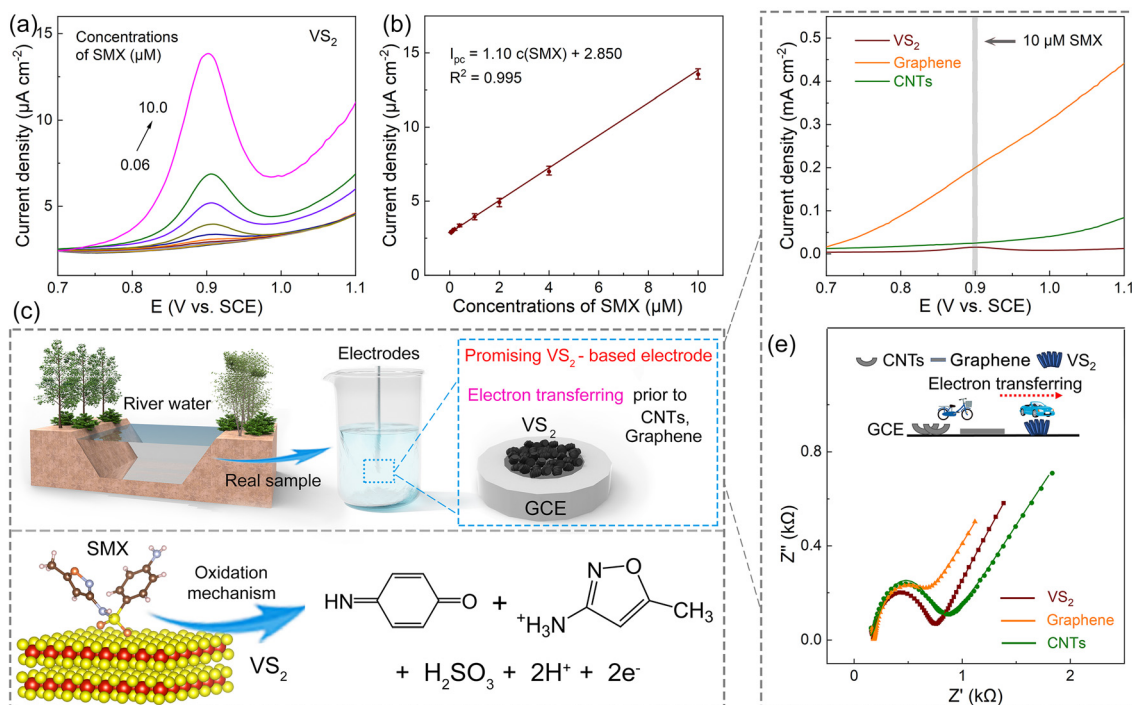 (a)
Concentrations
of SMX (μM)
VS2
10.0
0.06
Current density (μA cm-2)
15
10
5
0.7
0.8
0.9
1.0
1.1
E (V vs. SCE)
(b)
Ipc = 1.10 c(SMX) + 2.850
R2 = 0.995
Current density (μA cm-2)
15
10
5
0
0
2
4
6
8
10
Concentrations of SMX (μM)
VS2
Graphene
CNTs
10 μM SMX
Current density (mA cm-2)
0.5
0.4
0.3
0.2
0.1
0.0
0.7
0.8
0.9
1.0
1.1
E (V vs. SCE)
(c)
River water
Real sample
Electrodes
Promising VS2 - based electrode
Electron transferring prior to
CNTs,
Graphene
VS2
GCE
SMX
Oxidation
mechanism
VS2
HN
O
+
N
O
+H3N
CH3
+ H2SO3 + 2H+ + 2e-
(e)
CNTs
Graphene
VS2
Electron transferring
GCE
Z'' (kΩ)
1.2
0.8
0.4
0.0
VS2
Graphene
CNTs
0
1
2
Z' (kΩ)